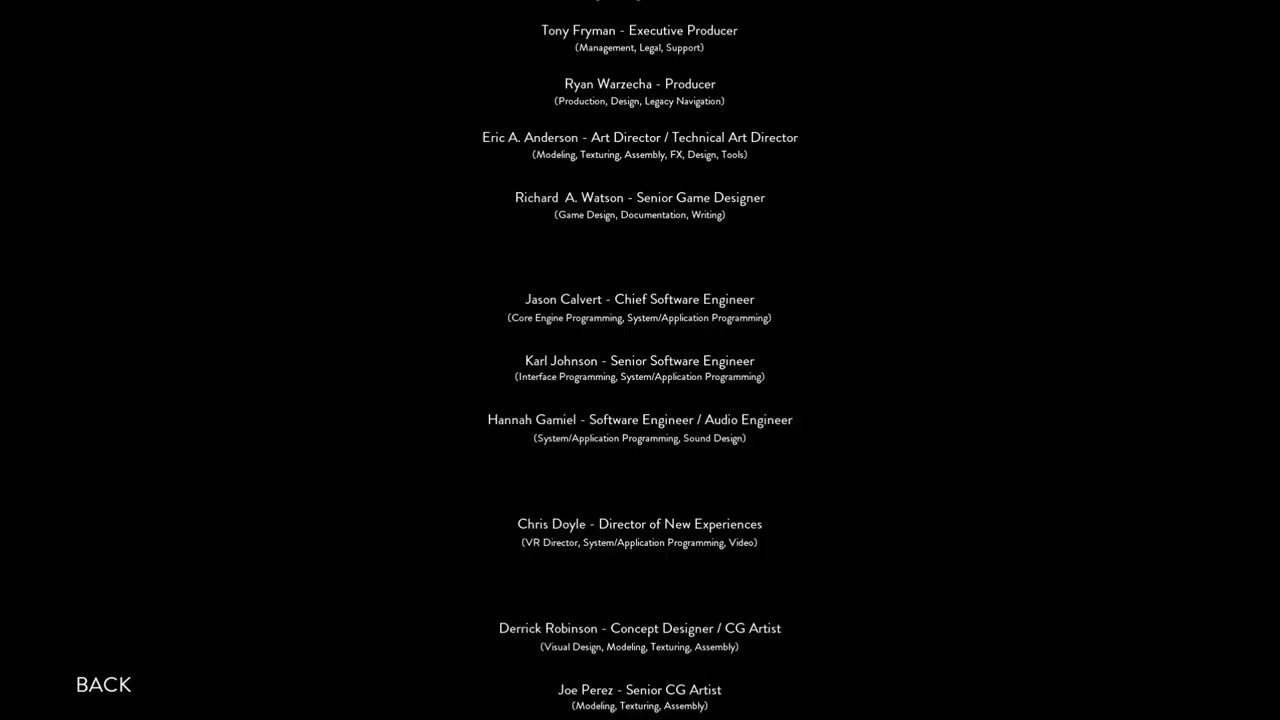 Tony Fryman - Executive Producer
(Management, Legal, Support)
Ryan Warzecha - Producer
(Production, Design, Legacy Navigation)
Eric A. Anderson - Art Director / Technical Art Director
(Modeling, Texturing, Assembly, FX, Design, Tools)
Richard  A. Watson - Senior Game Designer
(Game Design, Documentation, Writing)
Jason Calvert - Chief Software Engineer
(Core Engine Programming, System/Application Programming)
Karl Johnson - Senior Software Engineer
(Interface Programming, System/Application Programming)
Hannah Gamiel - Software Engineer / Audio Engineer
(System/Application Programming, Sound Design)
Chris Doyle - Director of New Experiences
(VR Director, System/Application Programming, Video)
Derrick Robinson - Concept Designer / CG Artist
(Visual Design, Modeling, Texturing, Assembly)
BACK
Joe Perez - Senior CG Artist
(Modeling, Texturing, Assembly)